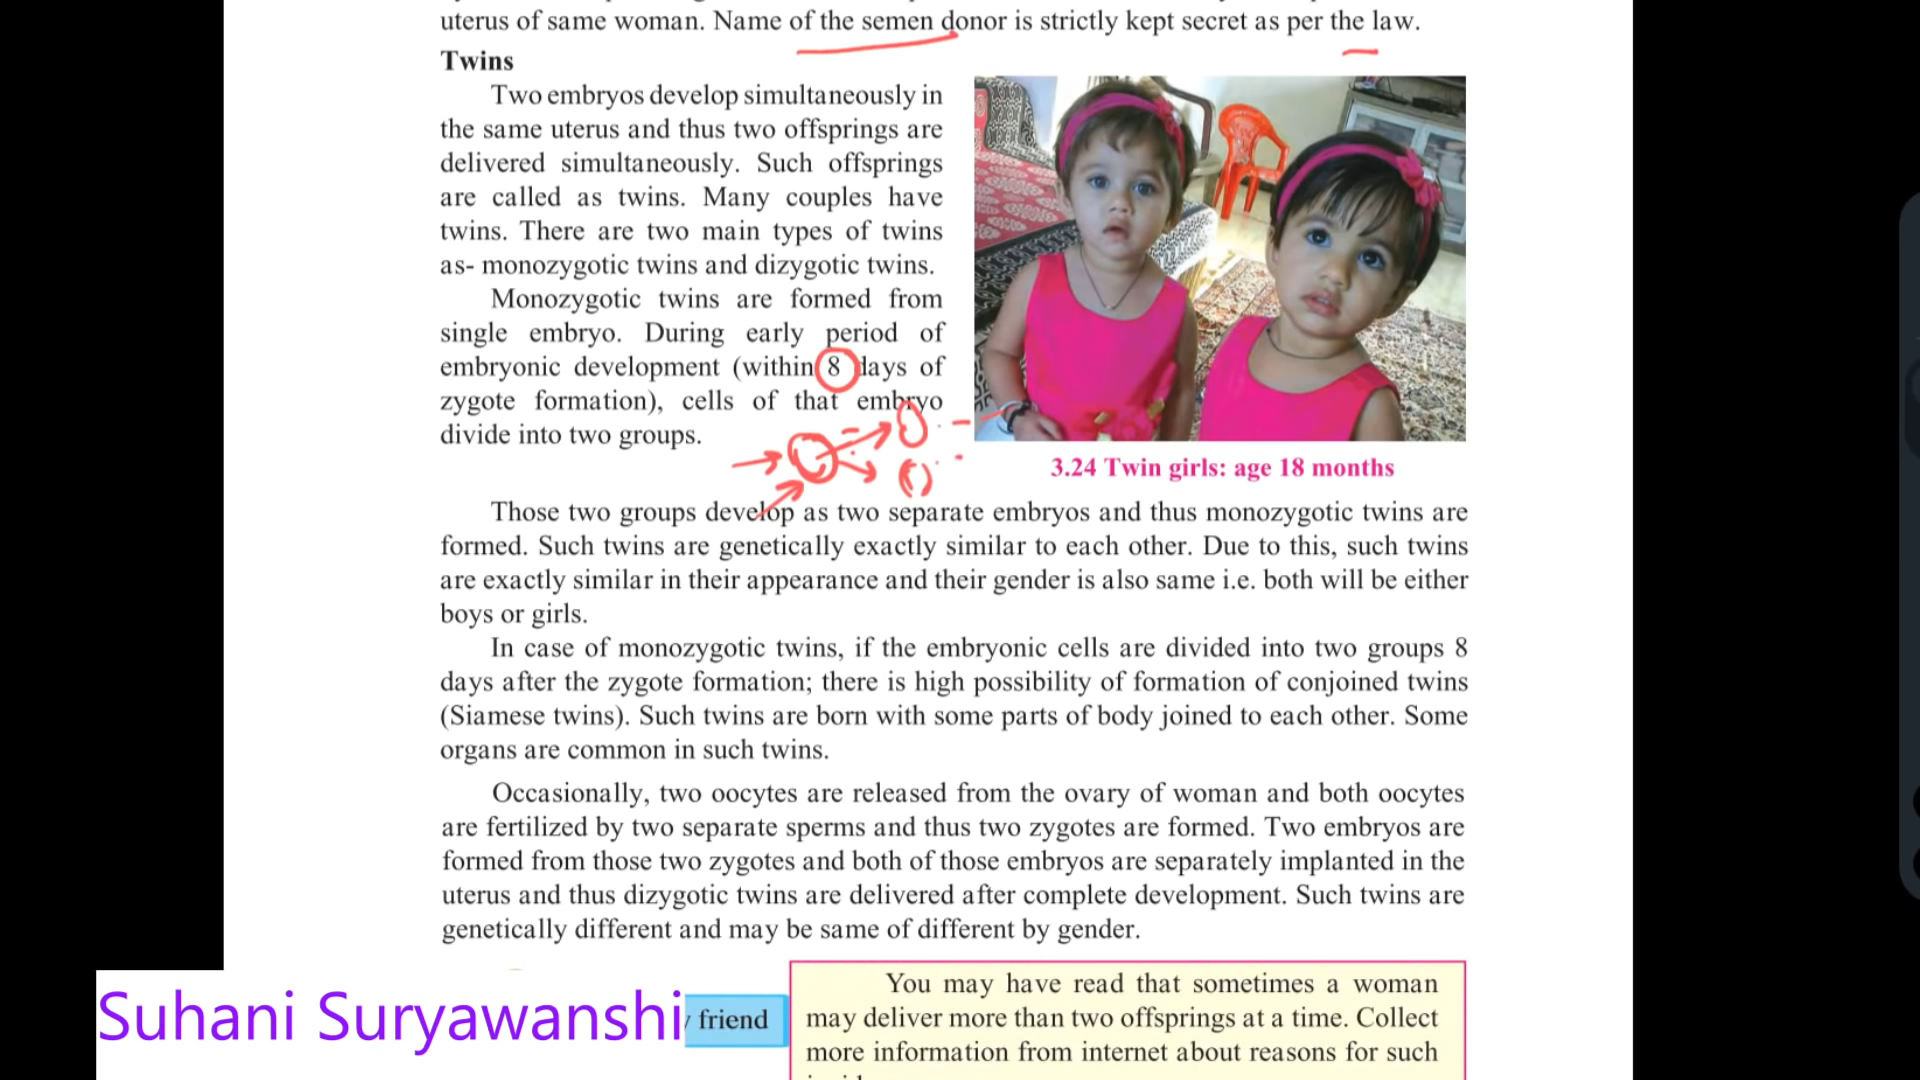 uterus of same woman. Name of the semen donor is strictly kept secret as per the law.
Twins
Two embryos develop simultaneously in
the same uterus and thus two offsprings are
delivered simultaneously. Such offsprings
are called as twins. Many couples have
twins. There are two main types of twins
as- monozygotic twins and dizygotic twins.
Monozygotic twins are formed from
single embryo. During early period of
embryonic development (within 8 days of
zygote formation), cells of that embryo
divide into two groups.
3.24 Twin girls: age 18 months
Those two groups develop as two separate embryos and thus monozygotic twins are
formed. Such twins are genetically exactly similar to each other. Due to this, such twins
are exactly similar in their appearance and their gender is also same i.e. both will be either
boys or girls.
In case of monozygotic twins, if the embryonic cells are divided into two groups 8
days after the zygote formation; there is high possibility of formation of conjoined twins
(Siamese twins). Such twins are born with some parts of body joined to each other. Some
organs are common in such twins.
Occasionally, two oocytes are released from the ovary of woman and both oocytes
are fertilized by two separate sperms and thus two zygotes are formed. Two embryos are
formed from those two zygotes and both of those embryos are separately implanted in the
uterus and thus dizygotic twins are delivered after complete development. Such twins are
genetically different and may be same of different by gender.
Suhani Suryawanshi
friend
You may have read that sometimes a woman
may deliver more than two offsprings at a time. Collect
more information from internet about reasons for such